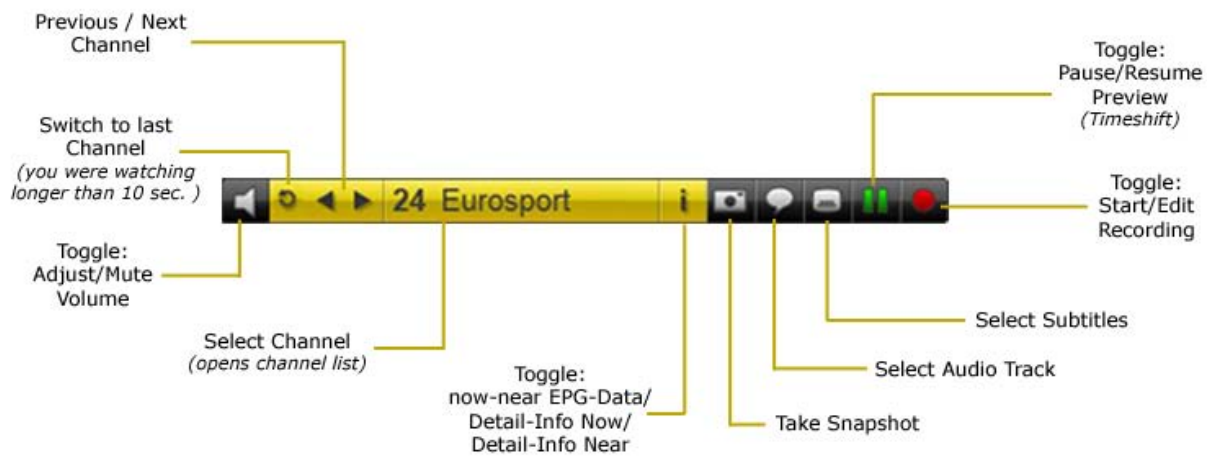 Previous / Next
Channel
Switch to last
Channel
(you were watching
longer than 10 sec. )
Toggle:
Adjust/Mute
Volume
24 Eurosport
i
Select Channel
(opens channel list)
Toggle:
now-near EPG-Data/
Detail-Info Now/
Detail-Info Near
Take Snapshot
Select Audio Track
Select Subtitles
Toggle:
Pause/Resume
Preview
(Timeshift)
Toggle:
Start/Edit
Recording